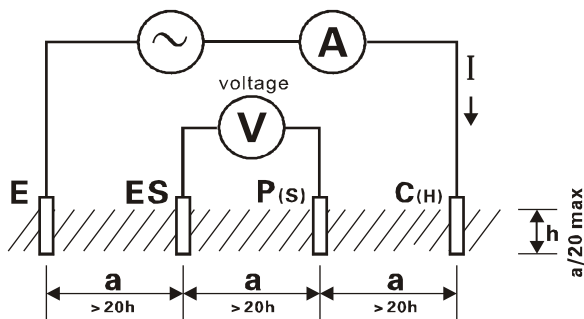 A
I
voltage
V
E
ES
P(S)
C(H)
h
a/20 max
a
a
a
>20h
>20h
>20h